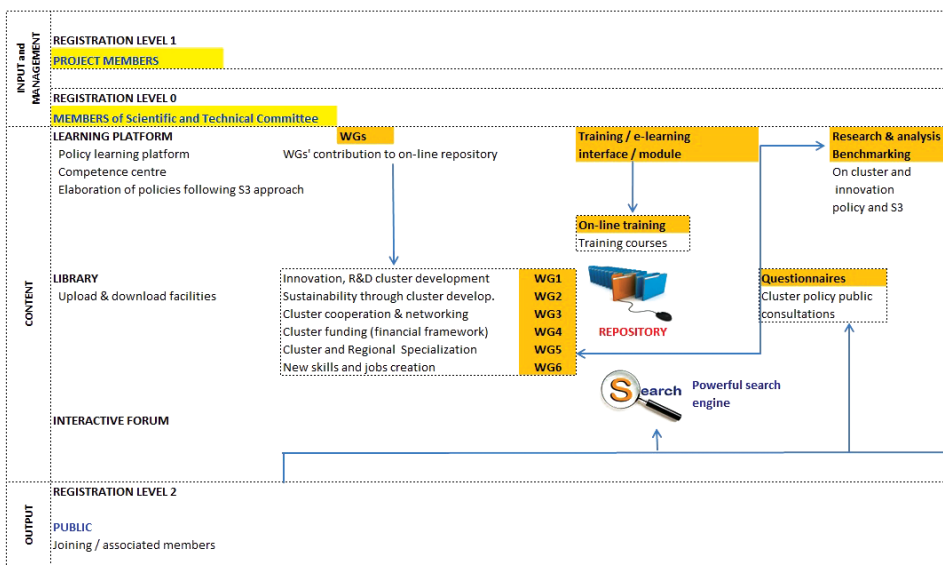 INPUT and
MANAGEMENT
REGISTRATION LEVEL 1
PROJECT MEMBERS
REGISTRATION LEVEL 0
MEMBERS of Scientific and Technical Committee
CONTENT
LEARNING PLATFORM
Policy learning platform
Competence centre
Elaboration of policies following S3 approach
WGs
WGs' contribution to on-line repository
Training / e-learning
interface / module
Research & analysis
Benchmarking
On cluster and
innovation
policy and S3
On-line training
Training courses
LIBRARY
Upload & download facilities
Innovation, R&D cluster development WG1
Sustainability through cluster develop. WG2
Cluster cooperation & networking WG3
Cluster funding (financial framework) WG4
Cluster and Regional Specialization WG5
New skills and jobs creation WG6
REPOSITORY
Questionnaires
Cluster policy public
consultations
Search
Powerful search
engine
INTERACTIVE FORUM
OUTPUT
REGISTRATION LEVEL 2
PUBLIC
Joining / associated members